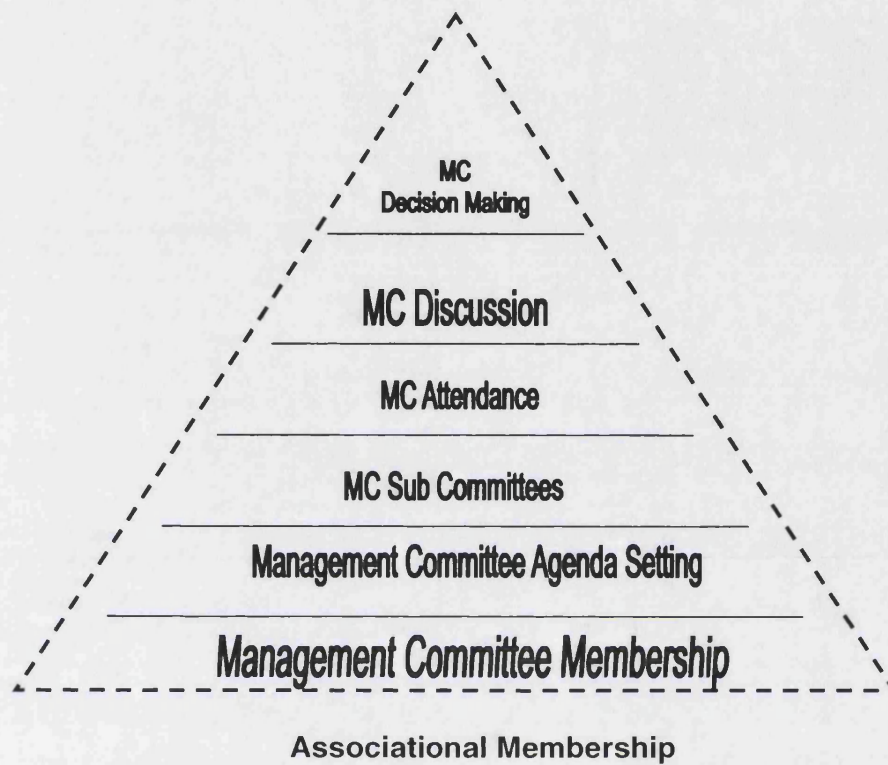 MC
Decision Making
MC Discussion
MC Attendance
MC Sub Committees
Management Committee Agenda Setting
Management Committee Membership
Associational Membership